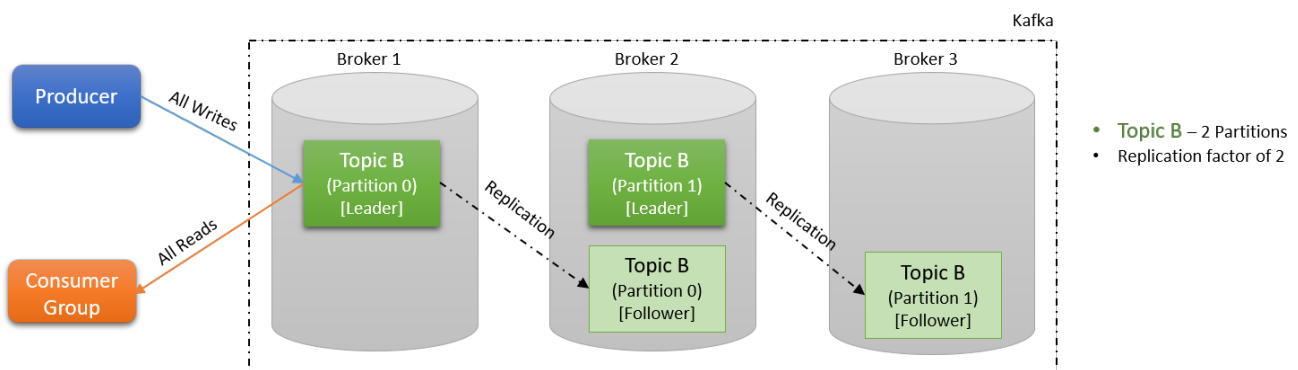 Kafka
Broker 1
Broker 2
Broker 3
Producer
All Writes
Topic B
(Partition 0)
[Leader]
Replication
Topic B
(Partition 1)
[Leader]
Replication
All Reads
Consumer
Group
Topic B
(Partition 0)
[Follower]
Topic B
(Partition 1)
[Follower]
• Topic B – 2 Partitions
• Replication factor of 2